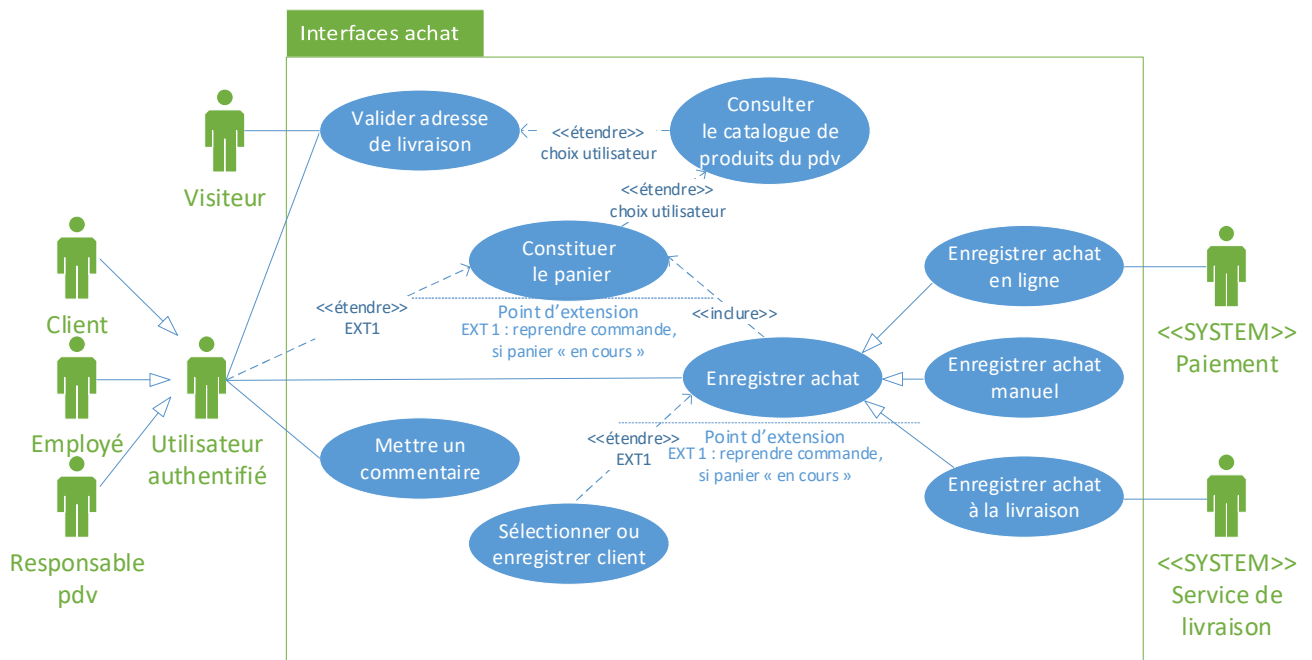 Interfaces achat
Visiteur
Client
Employé
Responsable
pdv
Utilisateur
authentifié
Valider adresse
de livraison
<<étendre>>
choix utilisateur
Consulter
le catalogue de
produits du pdv
<<étendre>>
choix utilisateur
Constituer
le panier
<<étendre>>
EXT1
Point d’extension
EXT 1 : reprendre commande,
si panier « en cours »
<<indure>>
Enregistrer achat
Mettre un
commentaire
<<étendre>>
EXT1
Point d’extension
EXT 1 : reprendre commande,
si panier « en cours »
Sélectionner ou
enregistrer client
Enregistrer achat
en ligne
Enregistrer achat
manuel
Enregistrer achat
à la livraison
<<SYSTEM>>
Paiement
<<SYSTEM>>
Service de
livraison